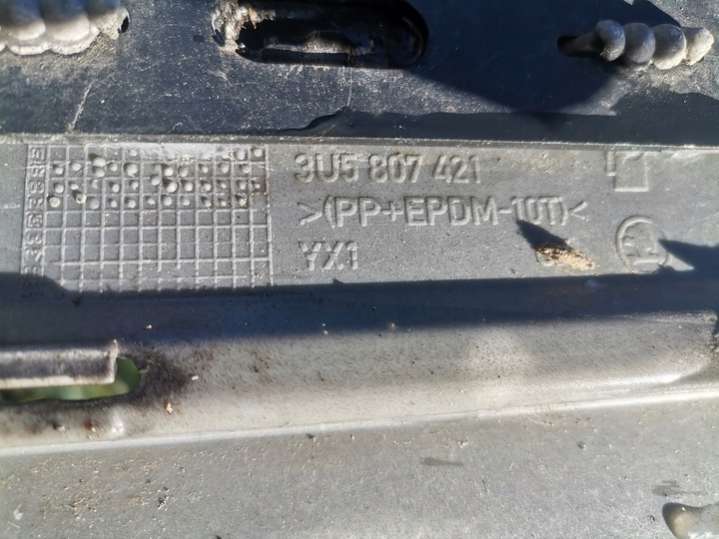 3U5 807 421
>(PP+EPDM-10T)<
YX1